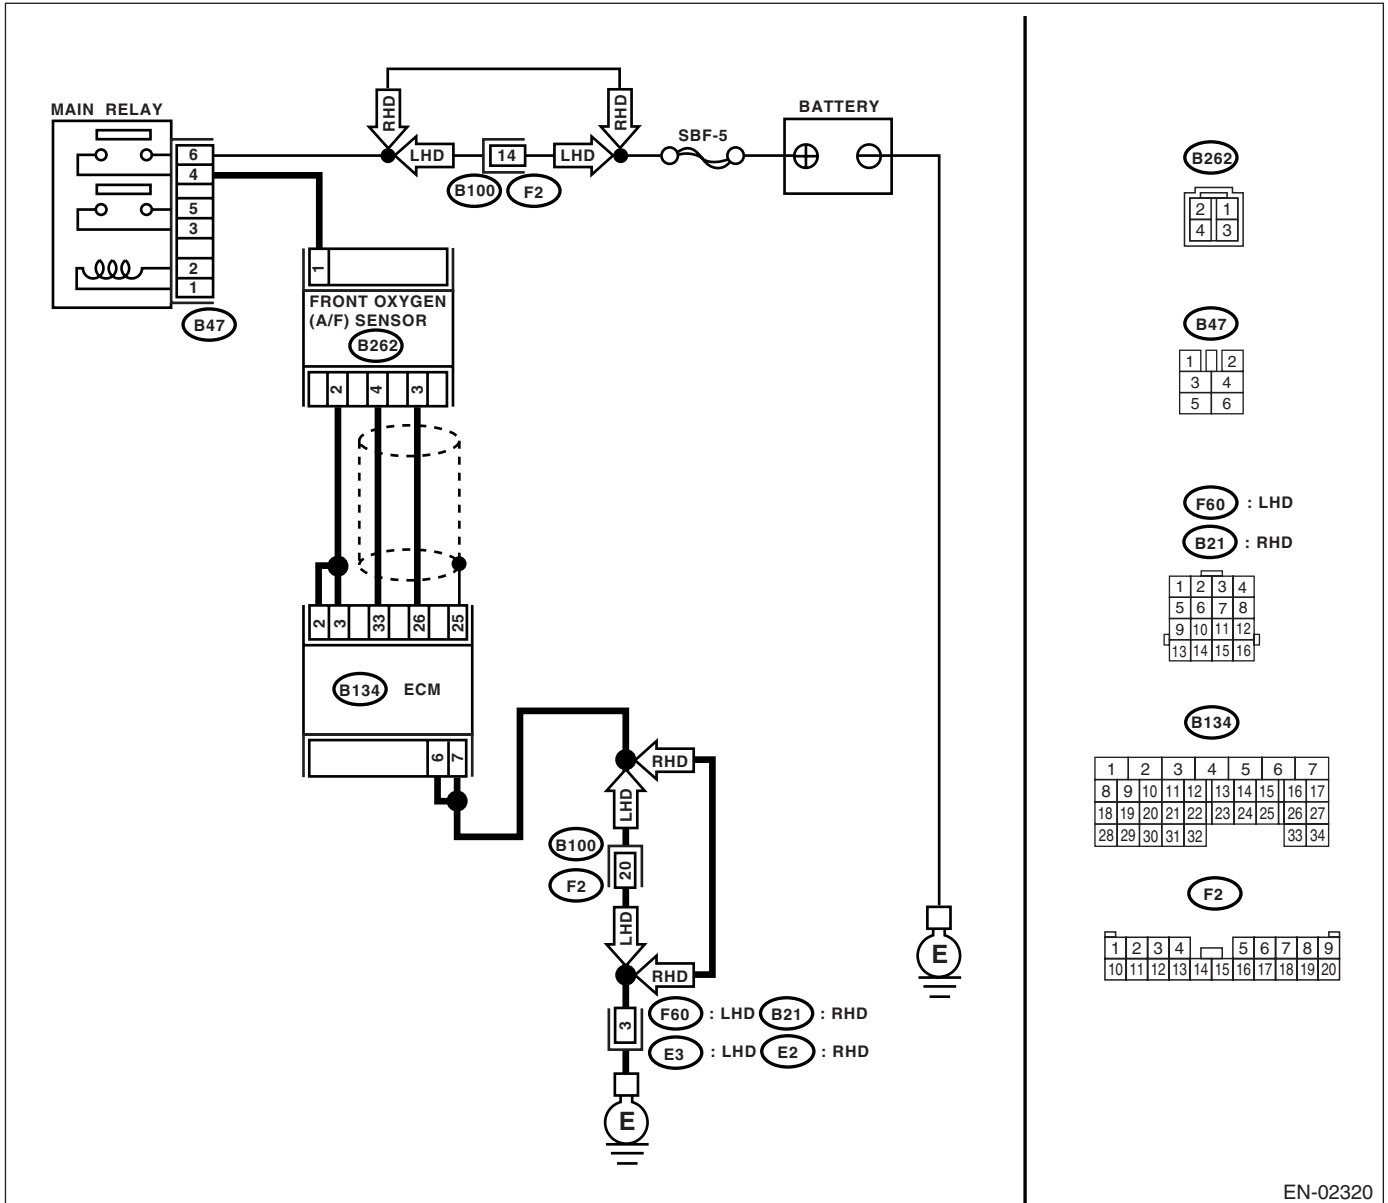 MAIN RELAY
6
4
5
3
2
1
B47
RHD
RHD
LHD
14
LHD
B100
F2
SBF-5
BATTERY
1
FRONT OXYGEN
(A/F) SENSOR
B262
2
4
3
2
3
33
26
25
B134 ECM
6
7
RHD
LHD
B100
F2
20
LHD
RHD
3
F60 : LHD B21 : RHD
E3 : LHD E2 : RHD
E
E
B262
2 1
4 3
B47
1 2
3 4
5 6
F60 : LHD
B21 : RHD
1 2 3 4
5 6 7 8
9 10 11 12
13 14 15 16
B134
1 2 3 4 5 6 7
8 9 10 11 12 13 14 15 16 17
18 19 20 21 22 23 24 25 26 27
28 29 30 31 32 33 34
F2
1 2 3 4 5 6 7 8 9
10 11 12 13 14 15 16 17 18 19 20
EN-02320